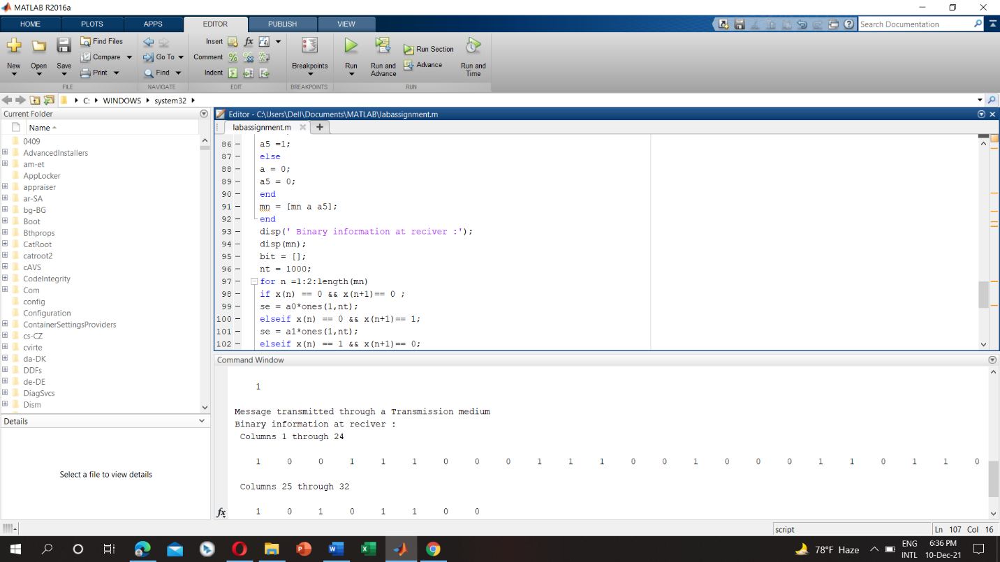 MATLAB R2016a
HOME PLOTS APPS EDITOR PUBLISH VIEW
Search Documentation
New Open Save
Find Files
Compare
Print
FILE
Go To
Find
NAVIGATE
Insert fx
Comment
Indent
EDIT
Breakpoints
BREAKPOINTS
Run
Run and Advance
Run Section
Advance
Run and Time
RUN
C: WINDOWS system32
Current Folder
Name
0409
AdvancedInstallers
am-et
AppLocker
appraiser
ar-SA
bg-BG
Boot
Bthprops
CatRoot
catroot2
cAVS
CodeIntegrity
Com
config
Configuration
ContainerSettingsProviders
cs-CZ
cvirte
da-DK
DDFs
de-DE
DiagSvcs
Dism
Details
Select a file to view details
Editor - C:\Users\Dell\Documents\MATLAB\labassignment.m
labassignment.m
86 a5 =1;
87 else
88 a = 0;
89 a5 = 0;
90 end
91 mn = [mn a a5];
92 end
93 disp(' Binary information at reciver :');
94 disp(mn);
95 bit = [];
96 nt = 1000;
97 for n =1:2:length(mn)
98 if x(n) == 0 && x(n+1)== 0 ;
99 se = a0*ones(1,nt);
100 elseif x(n) == 0 && x(n+1)== 1;
101 se = a1*ones(1,nt);
102 elseif x(n) == 1 && x(n+1)== 0;
Command Window
1
Message transmitted through a Transmission medium
Binary information at reciver :
Columns 1 through 24
1 0 0 1 1 1 0 0 0 1 1 1 0 0 1 0 0 0 1 1 0 1 1 0
Columns 25 through 32
1 0 1 0 1 1 0 0
fx
script
Ln 107 Col 16
78°F Haze
ENG
INTL
6:36 PM
10-Dec-21